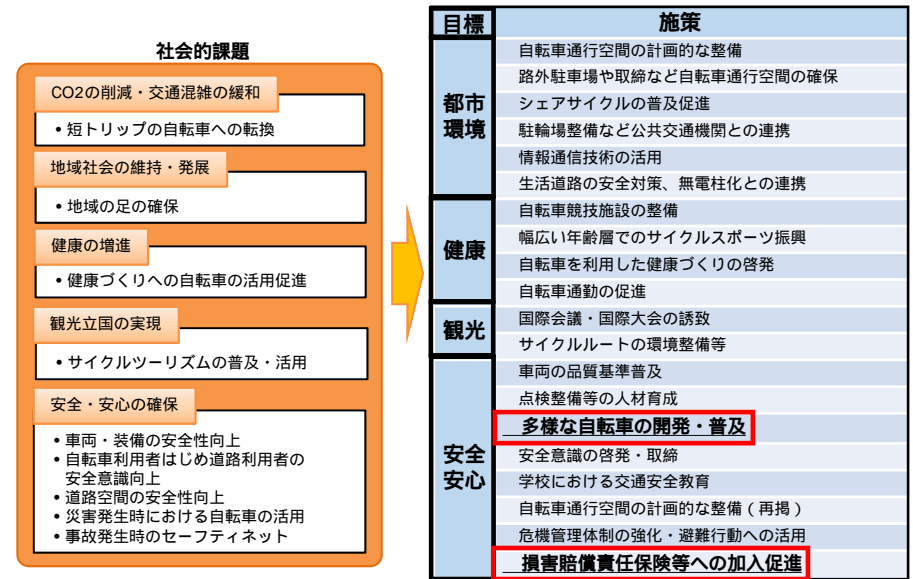 社会的課題
CO2の削減・交通混雑の緩和
•短トリップの自転車への転換
地域社会の維持・発展
•地域の足の確保
健康の増進
•健康づくりへの自転車の活用促進
観光立国の実現
•サイクルツーリズムの普及・活用
安全・安心の確保
•車両・装備の安全性向上
•自転車利用者はじめ道路利用者の
安全意識向上
•道路空間の安全性向上
•災害発生時における自転車の活用
•事故発生時のセーフティネット
目標 施策
都市
環境
自転車通行空間の計画的な整備
路外駐車場や取締など自転車通行空間の確保
シェアサイクルの普及促進
駐輪場整備など公共交通機関との連携
情報通信技術の活用
生活道路の安全対策、無電柱化との連携
健康
自転車競技施設の整備
幅広い年齢層でのサイクルスポーツ振興
自転車を利用した健康づくりの啓発
自転車通勤の促進
観光
国際会議・国際大会の誘致
サイクルルートの環境整備等
安全
安心
車両の品質基準普及
点検整備等の人材育成
多様な自転車の開発・普及
安全意識の啓発・取締
学校における交通安全教育
自転車通行空間の計画的な整備(再掲)
危機管理体制の強化・避難行動への活用
損害賠償責任保険等への加入促進